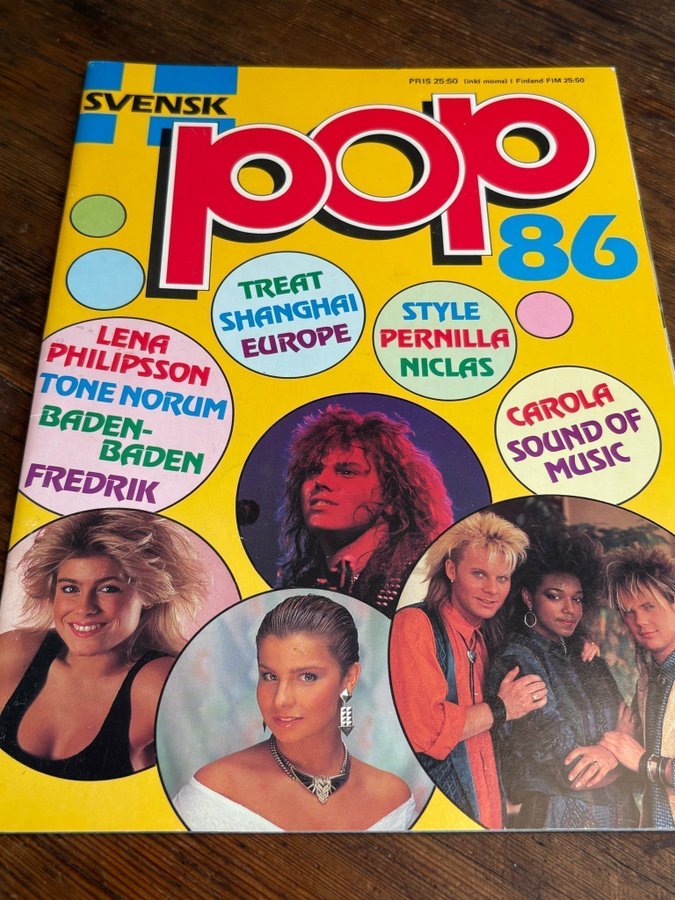 PRIS 25:50 (inkl moms) I Finland FIM 25:50
SVENSK
pop
86
TREAT
SHANGHAI
EUROPE
STYLE
PERNILLA
NICLAS
LENA
PHILIPSSON
TONE NORUM
BADEN-
BADEN
FREDRIK
CAROLA
SOUND OF
MUSIC